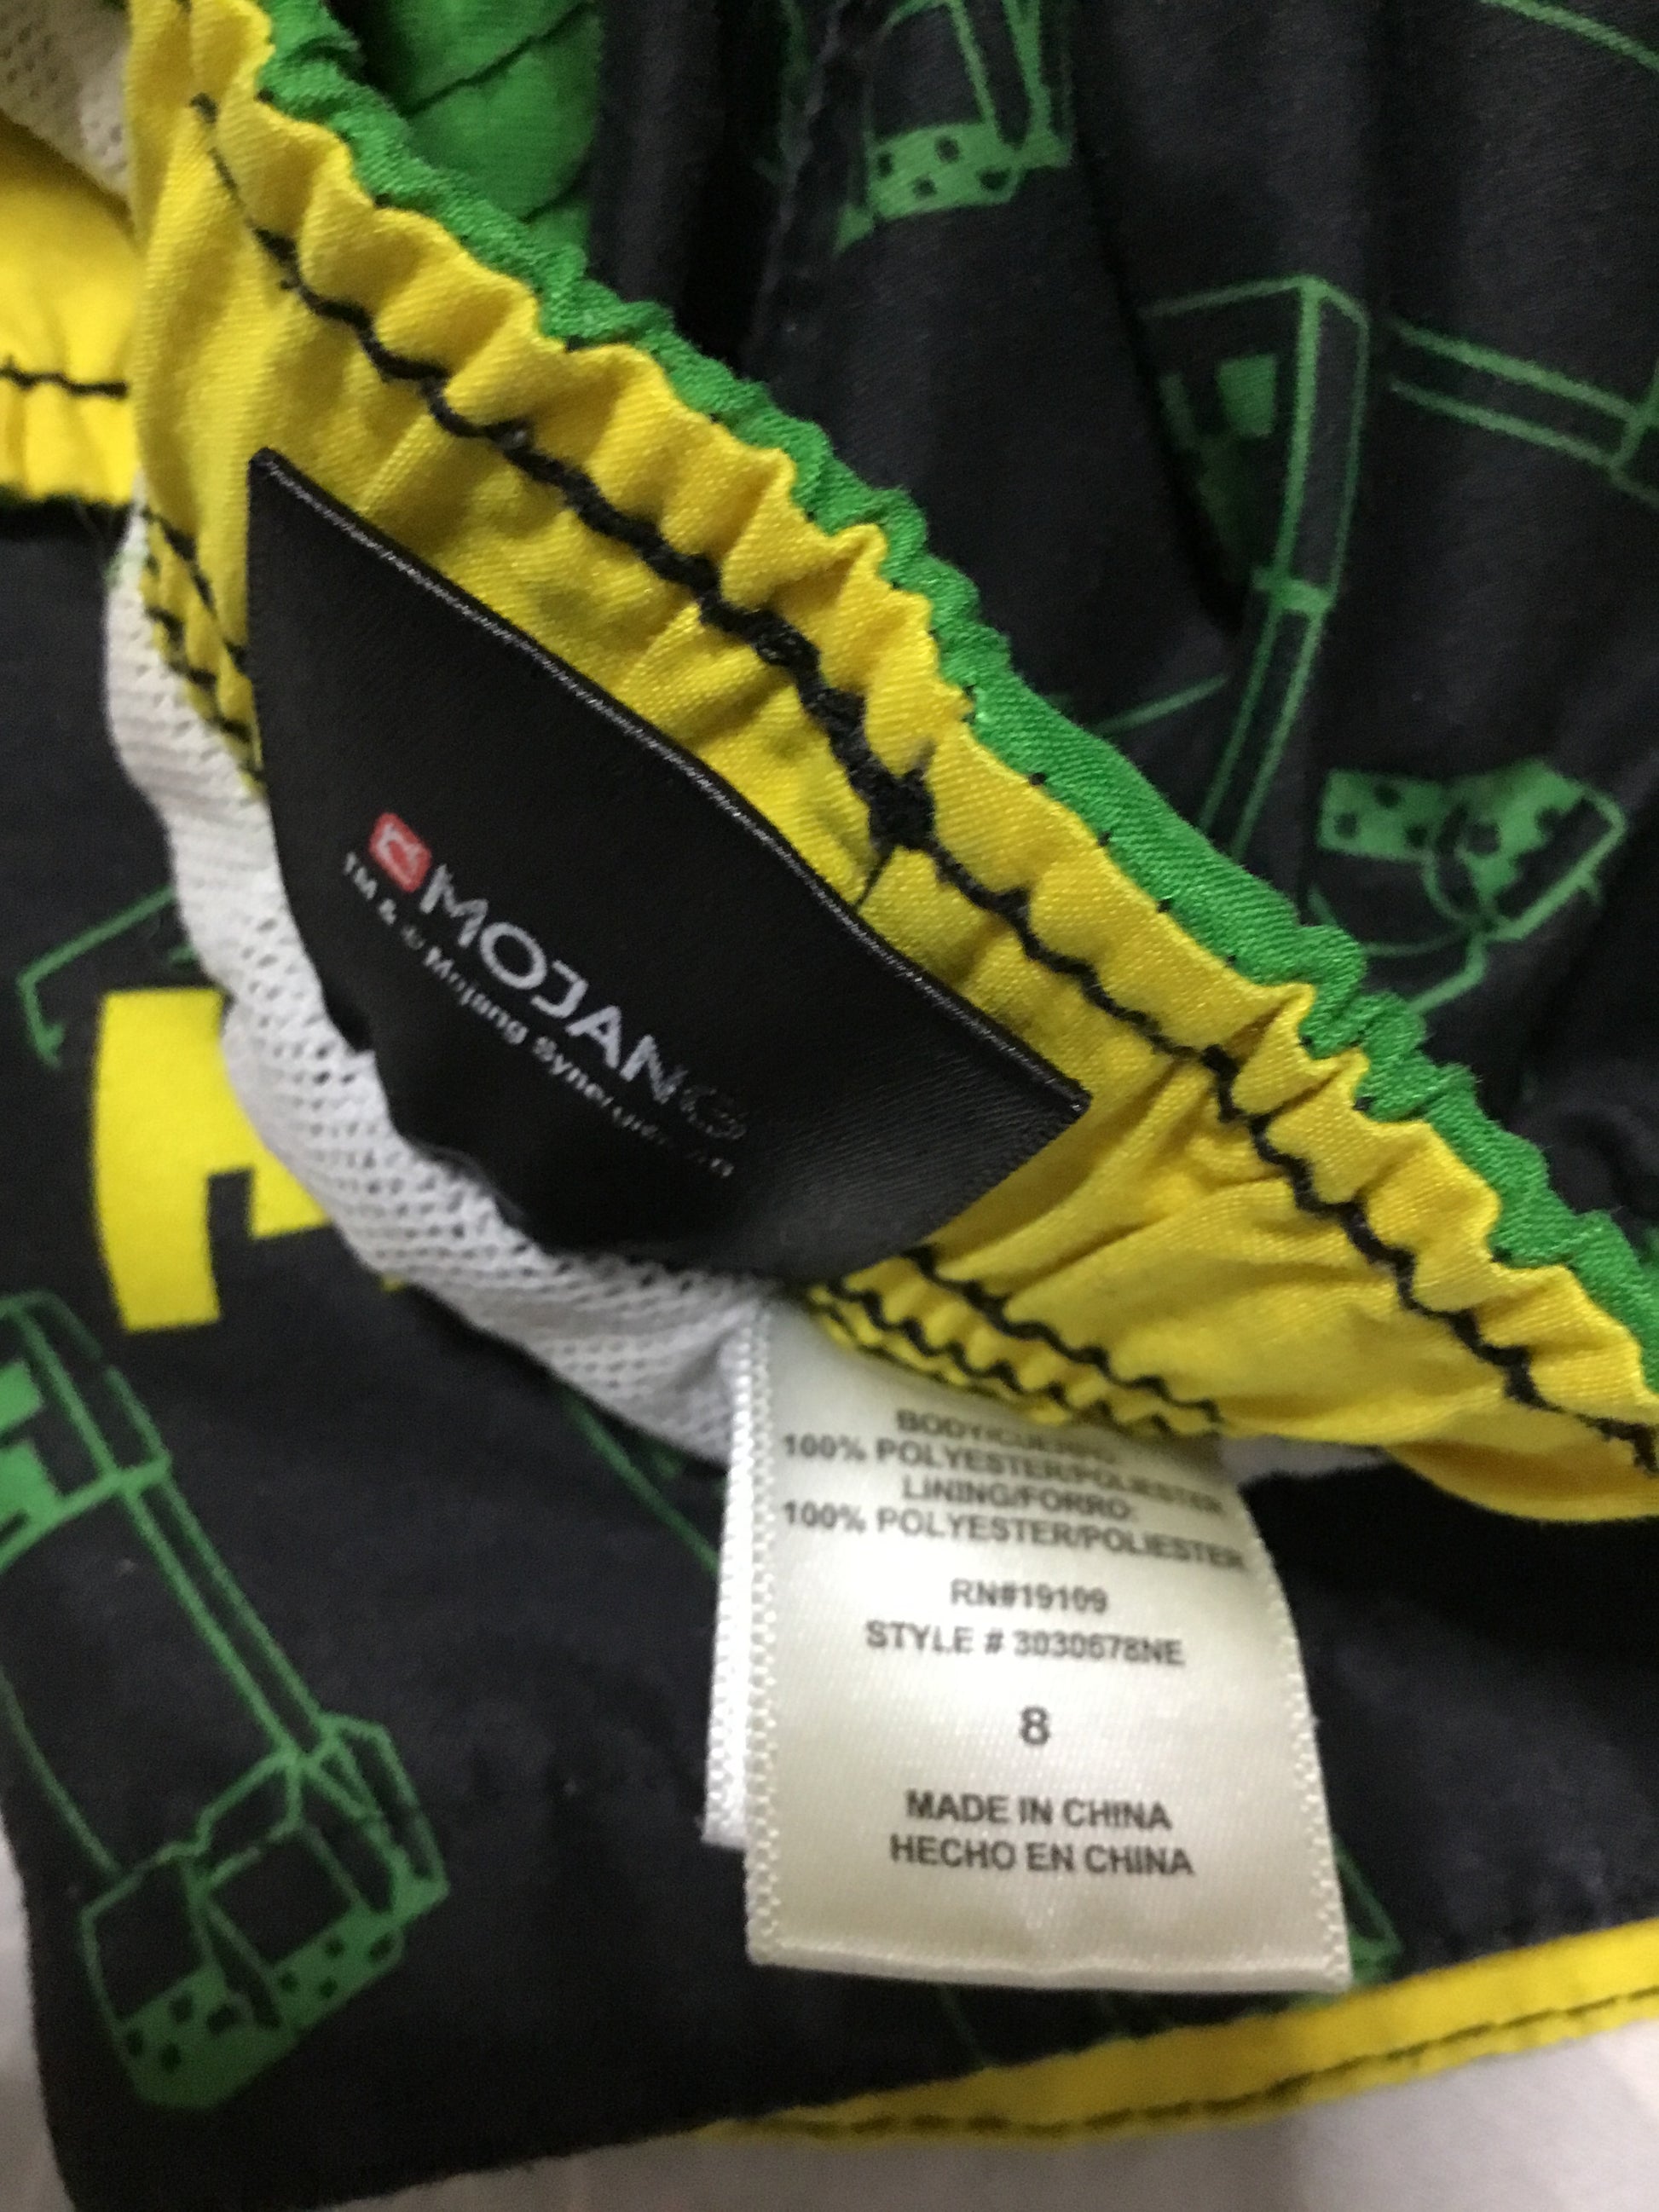 MOJANG
TM & © Mojang Synergies AB
BODY/CUERPO:
100% POLYESTER/POLIESTER
LINING/FORRO:
100% POLYESTER/POLIESTER
RN#19109
STYLE # 3030678NE
8
MADE IN CHINA
HECHO EN CHINA